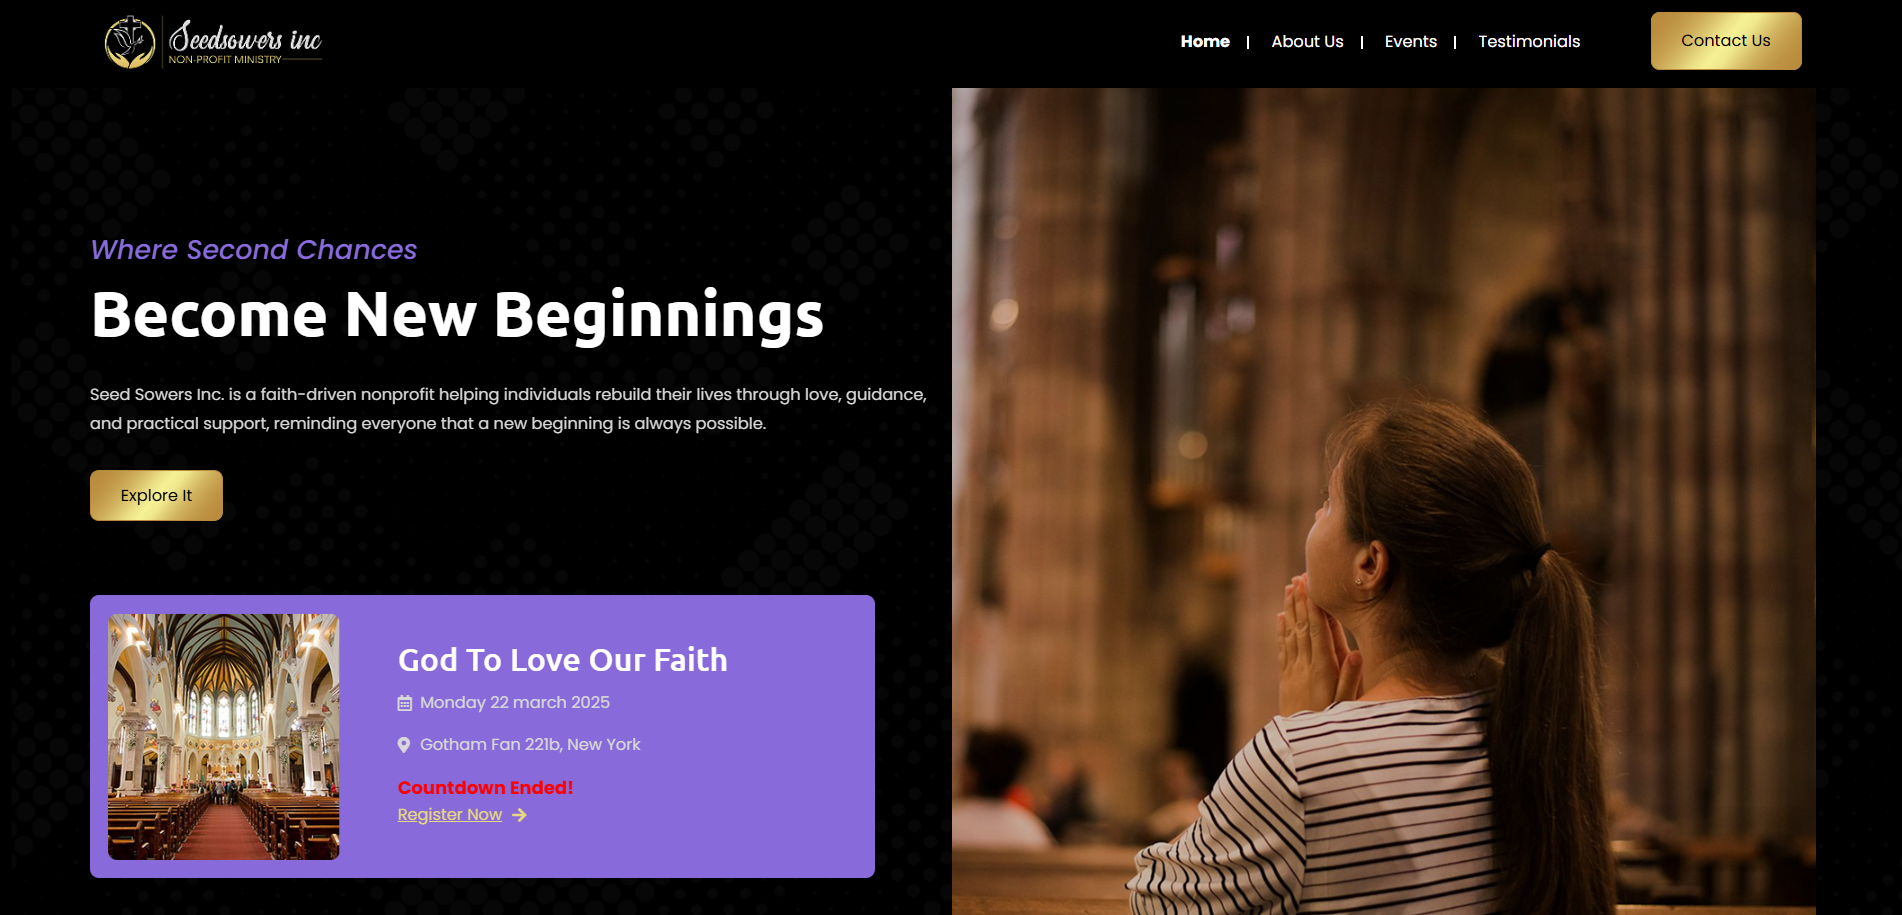 Seedsowers inc
NON-PROFIT MINISTRY
Home | About Us | Events | Testimonials
Contact Us
Where Second Chances
Become New Beginnings
Seed Sowers Inc. is a faith-driven nonprofit helping individuals rebuild their lives through love, guidance,
and practical support, reminding everyone that a new beginning is always possible.
Explore It
God To Love Our Faith
Monday 22 march 2025
Gotham Fan 221b, New York
Countdown Ended!
Register Now